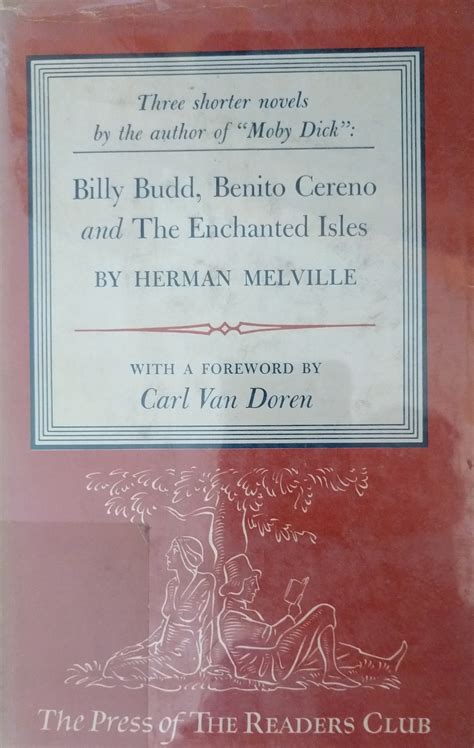 Three shorter novels
by the author of “Moby Dick”:
Billy Budd, Benito Cereno
and The Enchanted Isles
BY HERMAN MELVILLE
WITH A FOREWORD BY
Carl Van Doren
The Press of THE READERS CLUB